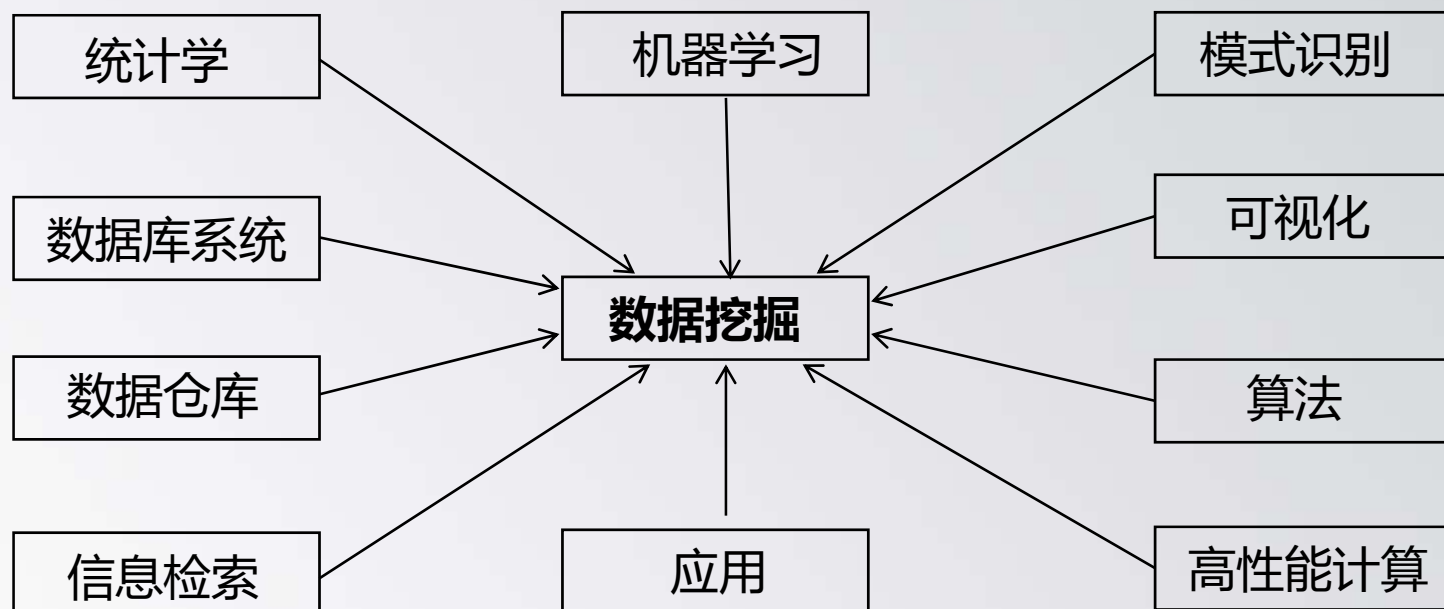 统计学
机器学习
模式识别
数据库系统
可视化
数据挖掘
数据仓库
算法
信息检索
应用
高性能计算